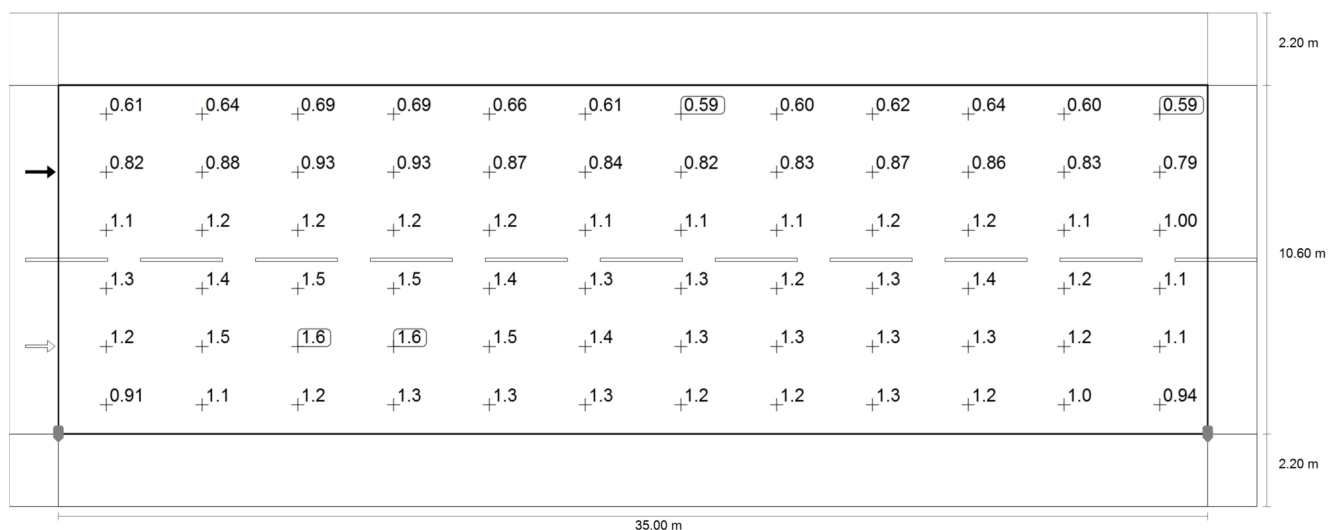 2.20 m
0.61 0.64 0.69 0.69 0.66 0.61 0.59 0.60 0.62 0.64 0.60 0.59
0.82 0.88 0.93 0.93 0.87 0.84 0.82 0.83 0.87 0.86 0.83 0.79
1.1 1.2 1.2 1.2 1.2 1.1 1.1 1.1 1.2 1.2 1.1 1.00
10.60 m
1.3 1.4 1.5 1.5 1.4 1.3 1.3 1.2 1.3 1.4 1.2 1.1
1.2 1.5 1.6 1.6 1.5 1.4 1.3 1.3 1.3 1.3 1.2 1.1
0.91 1.1 1.2 1.3 1.3 1.3 1.2 1.2 1.3 1.2 1.0 0.94
2.20 m
35.00 m